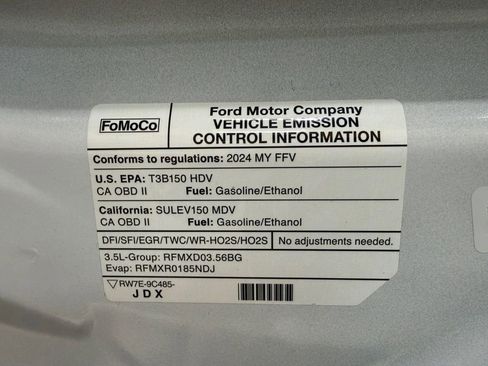 FoMoCo
Ford Motor Company
VEHICLE EMISSION
CONTROL INFORMATION
Conforms to regulations: 2024 MY FFV
U.S. EPA: T3B150 HDV
CA OBD II Fuel: Gasoline/Ethanol
California: SULEV150 MDV
CA OBD II Fuel: Gasoline/Ethanol
DFI/SFI/EGR/TWC/WR-HO2S/HO2S No adjustments needed.
3.5L-Group: RFMXD03.56BG
Evap: RFMXR0185NDJ
RW7E-9C485-
JDX